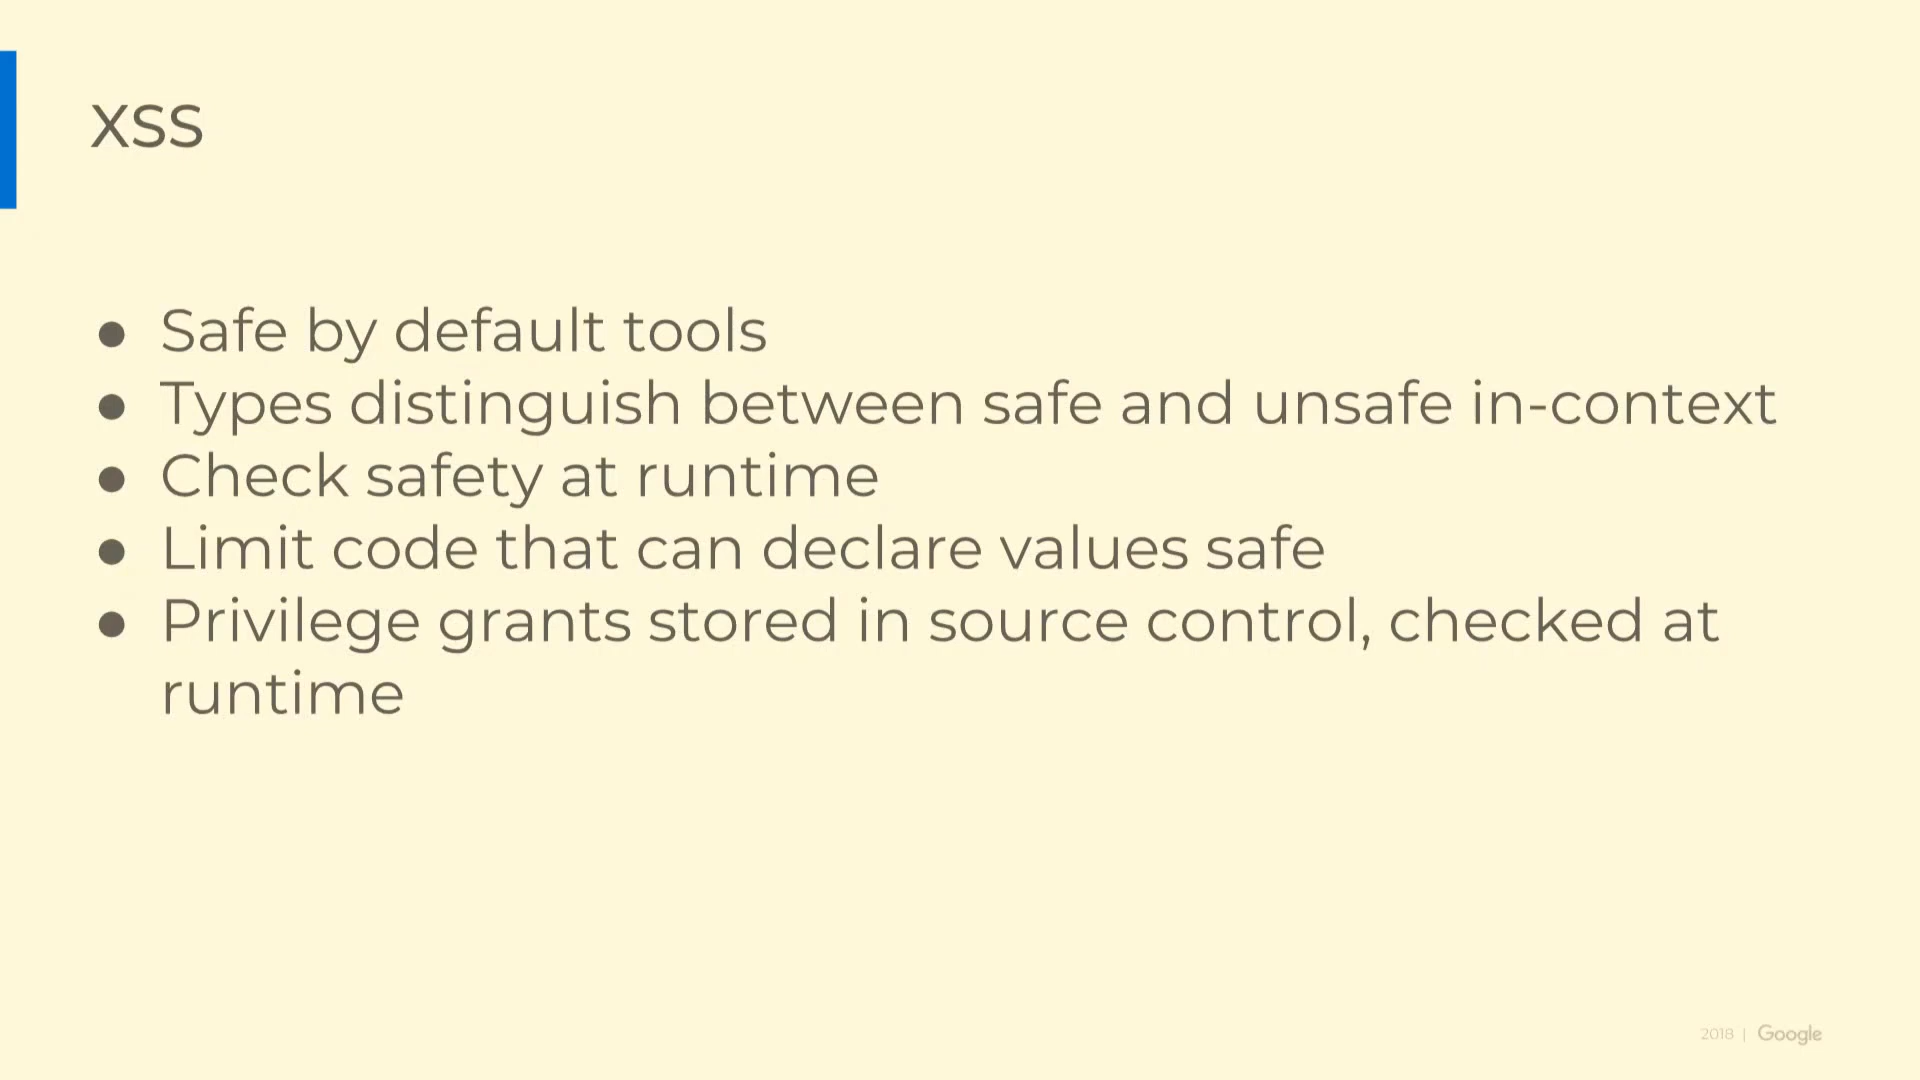 XSS
● Safe by default tools
● Types distinguish between safe and unsafe in-context
● Check safety at runtime
● Limit code that can declare values safe
● Privilege grants stored in source control, checked at
runtime
2018 | Google